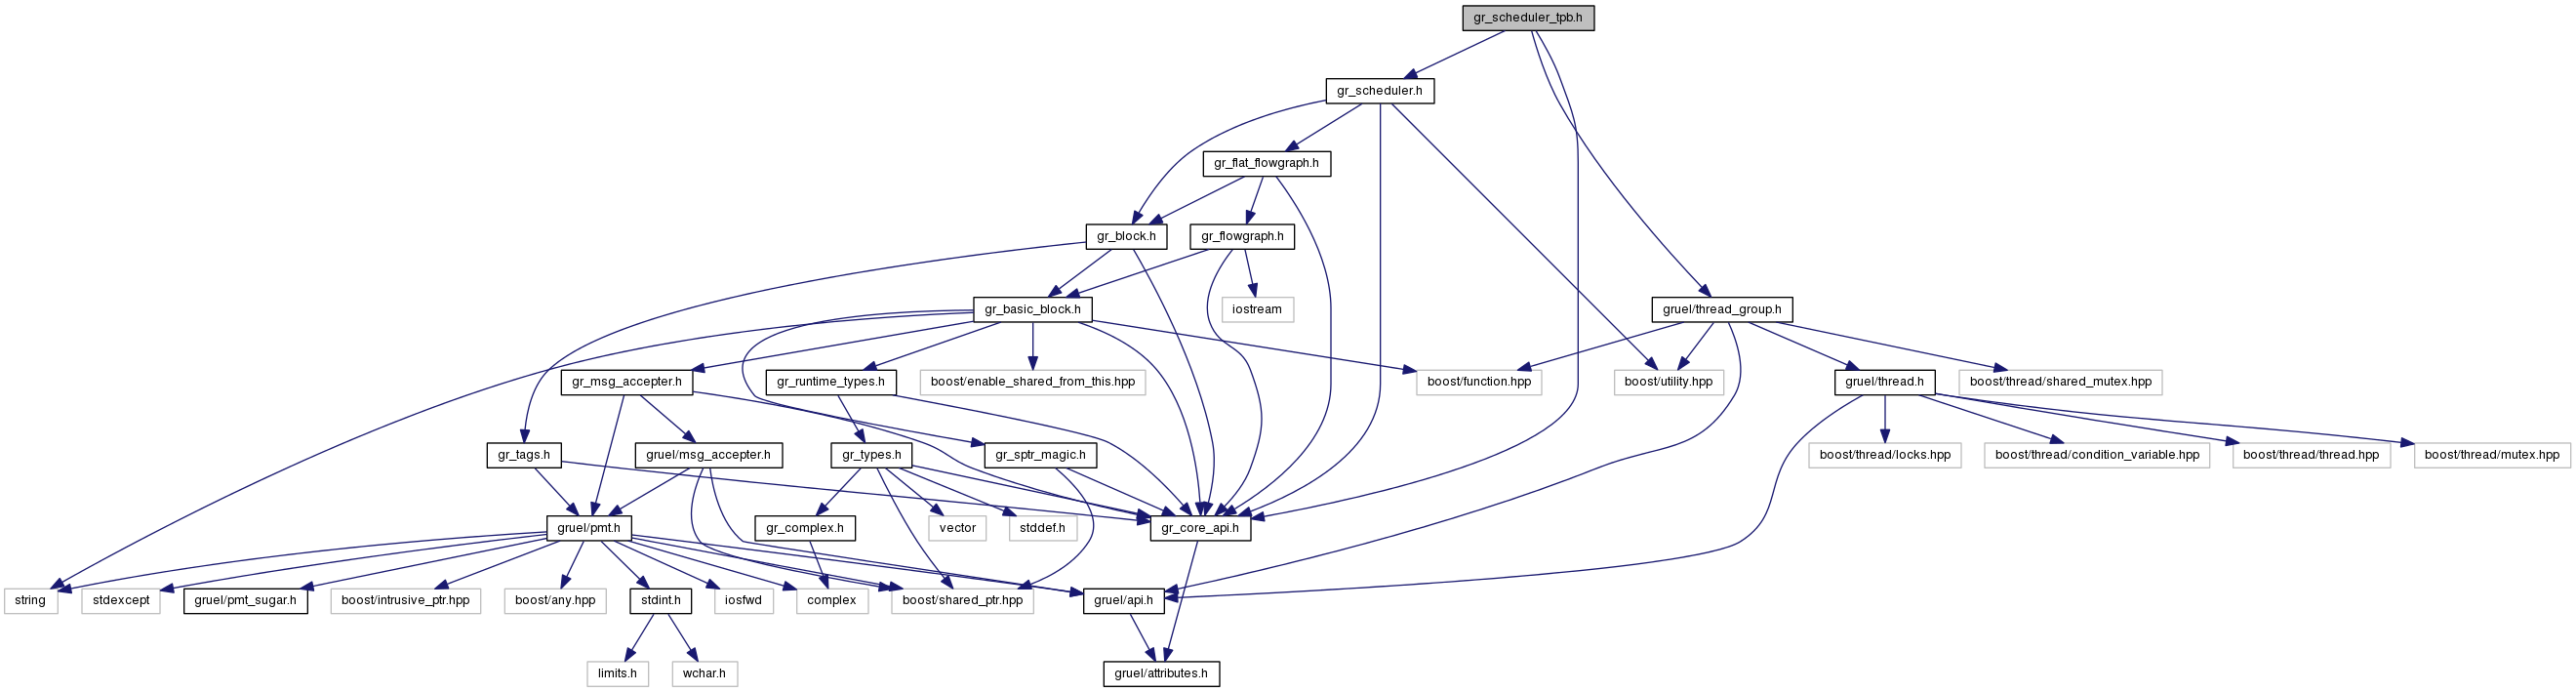 gr_scheduler_tpb.h
gr_scheduler.h
gr_flat_flowgraph.h
gr_block.h
gr_flowgraph.h
gr_basic_block.h
iostream
gruel/thread_group.h
gr_msg_accepter.h
gr_runtime_types.h
boost/enable_shared_from_this.hpp
boost/function.hpp
boost/utility.hpp
gruel/thread.h
boost/thread/shared_mutex.hpp
gr_tags.h
gruel/msg_accepter.h
gr_types.h
gr_sptr_magic.h
boost/thread/locks.hpp
boost/thread/condition_variable.hpp
boost/thread/thread.hpp
boost/thread/mutex.hpp
gruel/pmt.h
gr_complex.h
vector
stddef.h
gr_core_api.h
string
stdexcept
gruel/pmt_sugar.h
boost/intrusive_ptr.hpp
boost/any.hpp
stdint.h
iosfwd
complex
boost/shared_ptr.hpp
gruel/api.h
limits.h
wchar.h
gruel/attributes.h